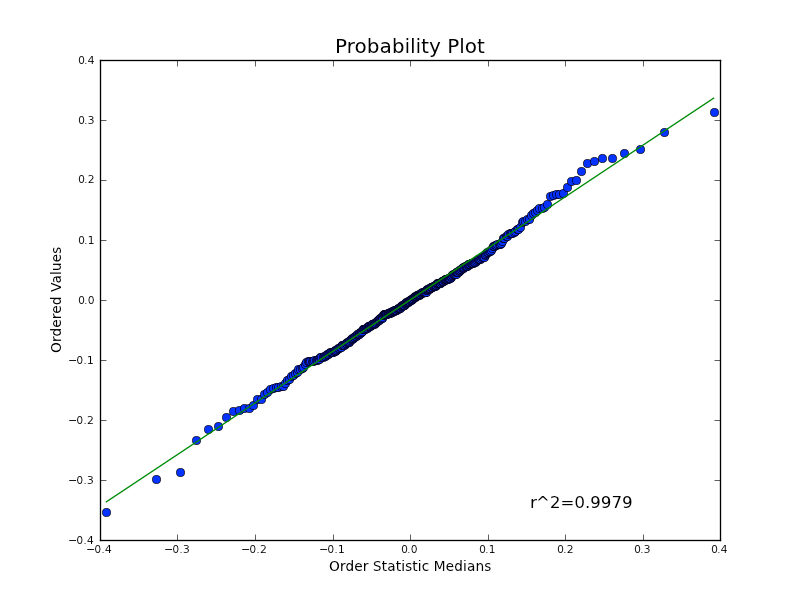 Probability Plot
0.4
0.3
0.2
0.1
0.0
−0.1
−0.2
−0.3
−0.4
Ordered Values
r^2=0.9979
−0.4 −0.3 −0.2 −0.1 0.0 0.1 0.2 0.3 0.4
Order Statistic Medians